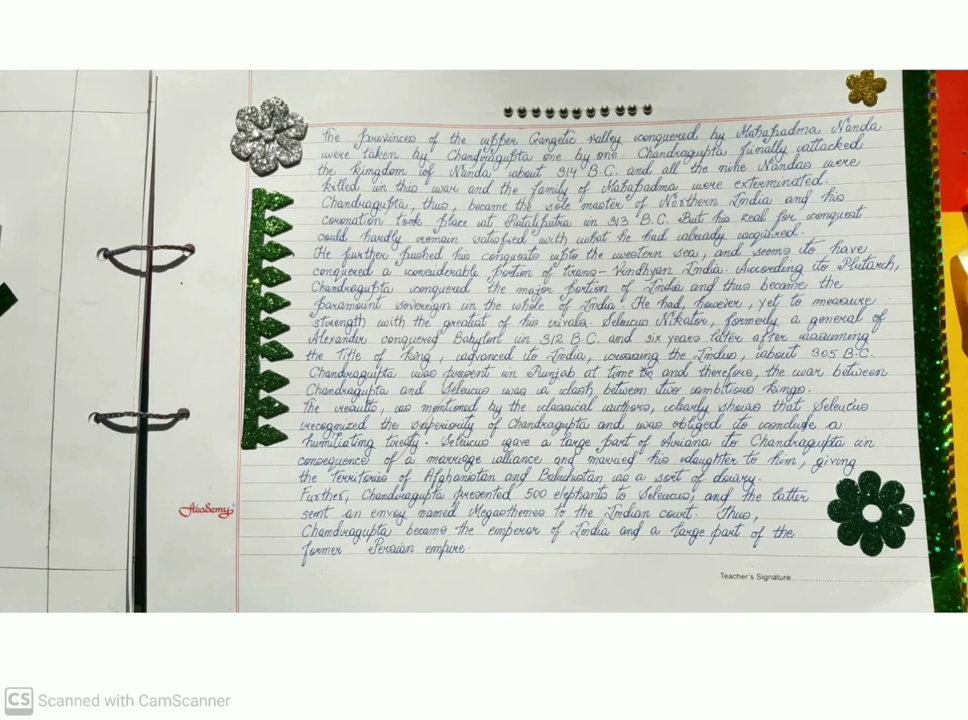 The provinces of the upper Gangetic valley conquered by Mahapadma Nanda
were taken by Chandragupta one by one. Chandragupta finally attacked
the kingdom of Nanda about 314 B.C. and all the nine Nandas were
killed in this war and the family of Mahapadma were exterminated.
Chandragupta, thus, became the sole master of Northern India and his
coronation took place at Patalputra in 313 B.C. But his zeal for conquest
could hardly remain satisfied with what he had already acquired.
He further pushed his conquests upto the western sea, and seems to have
conquered a considerable portion of trans-Vindhyan India. According to Plutarch,
Chandragupta conquered the major portion of India and thus became the
paramount sovereign in the whole of India. He had, however, yet to measure
strength with the greatest of his rivals. Seleucus Nikator, formerly a general of
Alexander conquered Babylon in 312 B.C. and six years later after assuming
the Title of King, advanced to India, crossing the Indus, about 305 B.C.
Chandragupta was present in Punjab at time and therefore, the war between
Chandragupta and Seleucus was a clash between two ambitious kings.
The results, as mentioned by the classical authors, clearly shows that Seleucus
recognized the superiority of Chandragupta and was obliged to conclude a
humiliating treaty. Seleucus gave a large part of Ariana to Chandragupta in
consequence of a marriage alliance and married his daughter to him, giving
the territories of Afghanistan and Baluchistan as a sort of dowry.
Further, Chandragupta presented 500 elephants to Seleucus, and the latter
sent an envoy named Megasthenes to the Indian court. Thus,
Chamdragupta became the emperor of India and a large part of the
former Persian empire.
Academy
Teacher's Signature
CS Scanned with CamScanner